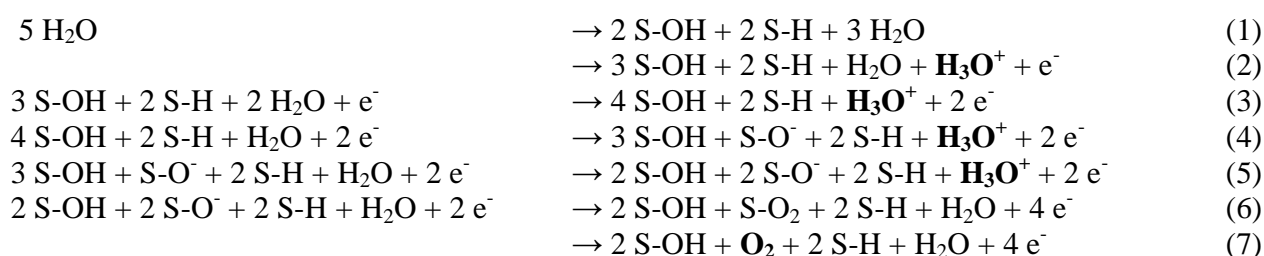 5 H₂O → 2 S-OH + 2 S-H + 3 H₂O (1)
→ 3 S-OH + 2 S-H + H₂O + H₃O⁺ + e⁻ (2)
3 S-OH + 2 S-H + 2 H₂O + e⁻ → 4 S-OH + 2 S-H + H₃O⁺ + 2 e⁻ (3)
4 S-OH + 2 S-H + H₂O + 2 e⁻ → 3 S-OH + S-O⁻ + 2 S-H + H₃O⁺ + 2 e⁻ (4)
3 S-OH + S-O⁻ + 2 S-H + H₂O + 2 e⁻ → 2 S-OH + 2 S-O⁻ + 2 S-H + H₃O⁺ + 2 e⁻ (5)
2 S-OH + 2 S-O⁻ + 2 S-H + H₂O + 2 e⁻ → 2 S-OH + S-O₂ + 2 S-H + H₂O + 4 e⁻ (6)
→ 2 S-OH + O₂ + 2 S-H + H₂O + 4 e⁻ (7)